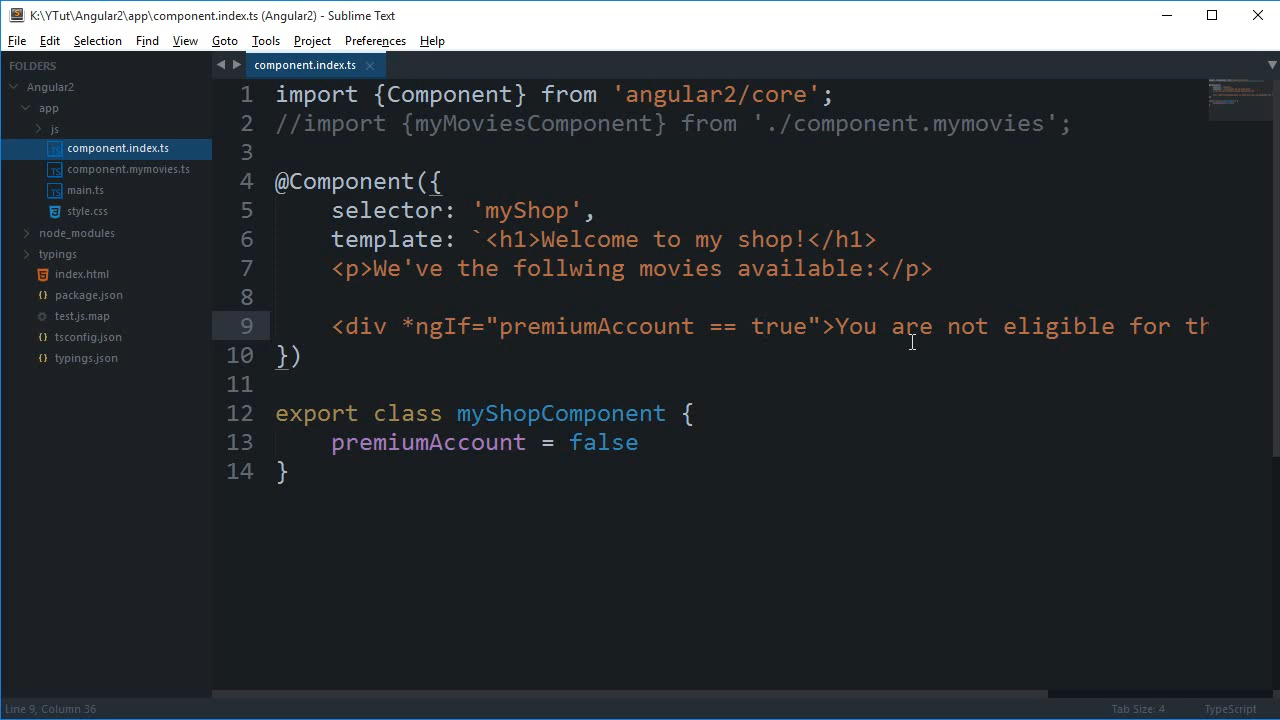 K:\YTut\Angular2\app\component.index.ts (Angular2) - Sublime Text
File Edit Selection Find View Goto Tools Project Preferences Help
FOLDERS
Angular2
app
js
component.index.ts
component.mymovies.ts
main.ts
style.css
node_modules
typings
index.html
package.json
test.js.map
tsconfig.json
typings.json
component.index.ts
1 import {Component} from 'angular2/core';
2 //import {myMoviesComponent} from './component.mymovies';
3
4 @Component({
5 selector: 'myShop',
6 template: `<h1>Welcome to my shop!</h1>
7 <p>We've the follwing movies available:</p>
8
9 <div *ngIf="premiumAccount == true">You are not eligible for th
10 })
11
12 export class myShopComponent {
13 premiumAccount = false
14 }
Line 9, Column 36
Tab Size: 4
TypeScript